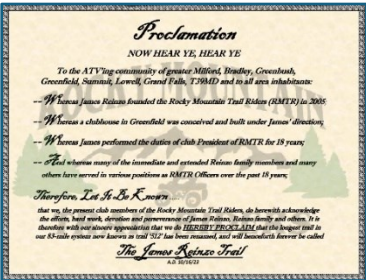 Proclamation
NOW HEAR YE, HEAR YE
To the ATV'ing community of greater Milford, Bradley, Greenbush,
Greenfield, Summit, Lowell, Grand Falls, T39MD and to all area inhabitants:
--- Whereas James Reinzo founded the Rocky Mountain Trail Riders (RMTR) in 2005
--- Whereas a clubhouse in Greenfield was conceived and built under James' direction;
--- Whereas James performed the duties of club President of RMTR for 18 years;
--- And whereas many of the immediate and extended Reinzo family members and many
others have served in various positions as RMTR Officers over the past 18 years;
Therefore, Let It Be Known
that we, the present club members of the Rocky Mountain Trail Riders, do herewith acknowledge
the efforts, hard work, devotion and perseverance of James Reinzo, Reinzo family and others. It is
therefore with our sincere appreciation that we do HEREBY PROCLAIM that the longest trail in
our 83-mile system now known as trail '512' has been renamed, and will henceforth forever be called
The James Reinzo Trail
A.D. 10/16/23